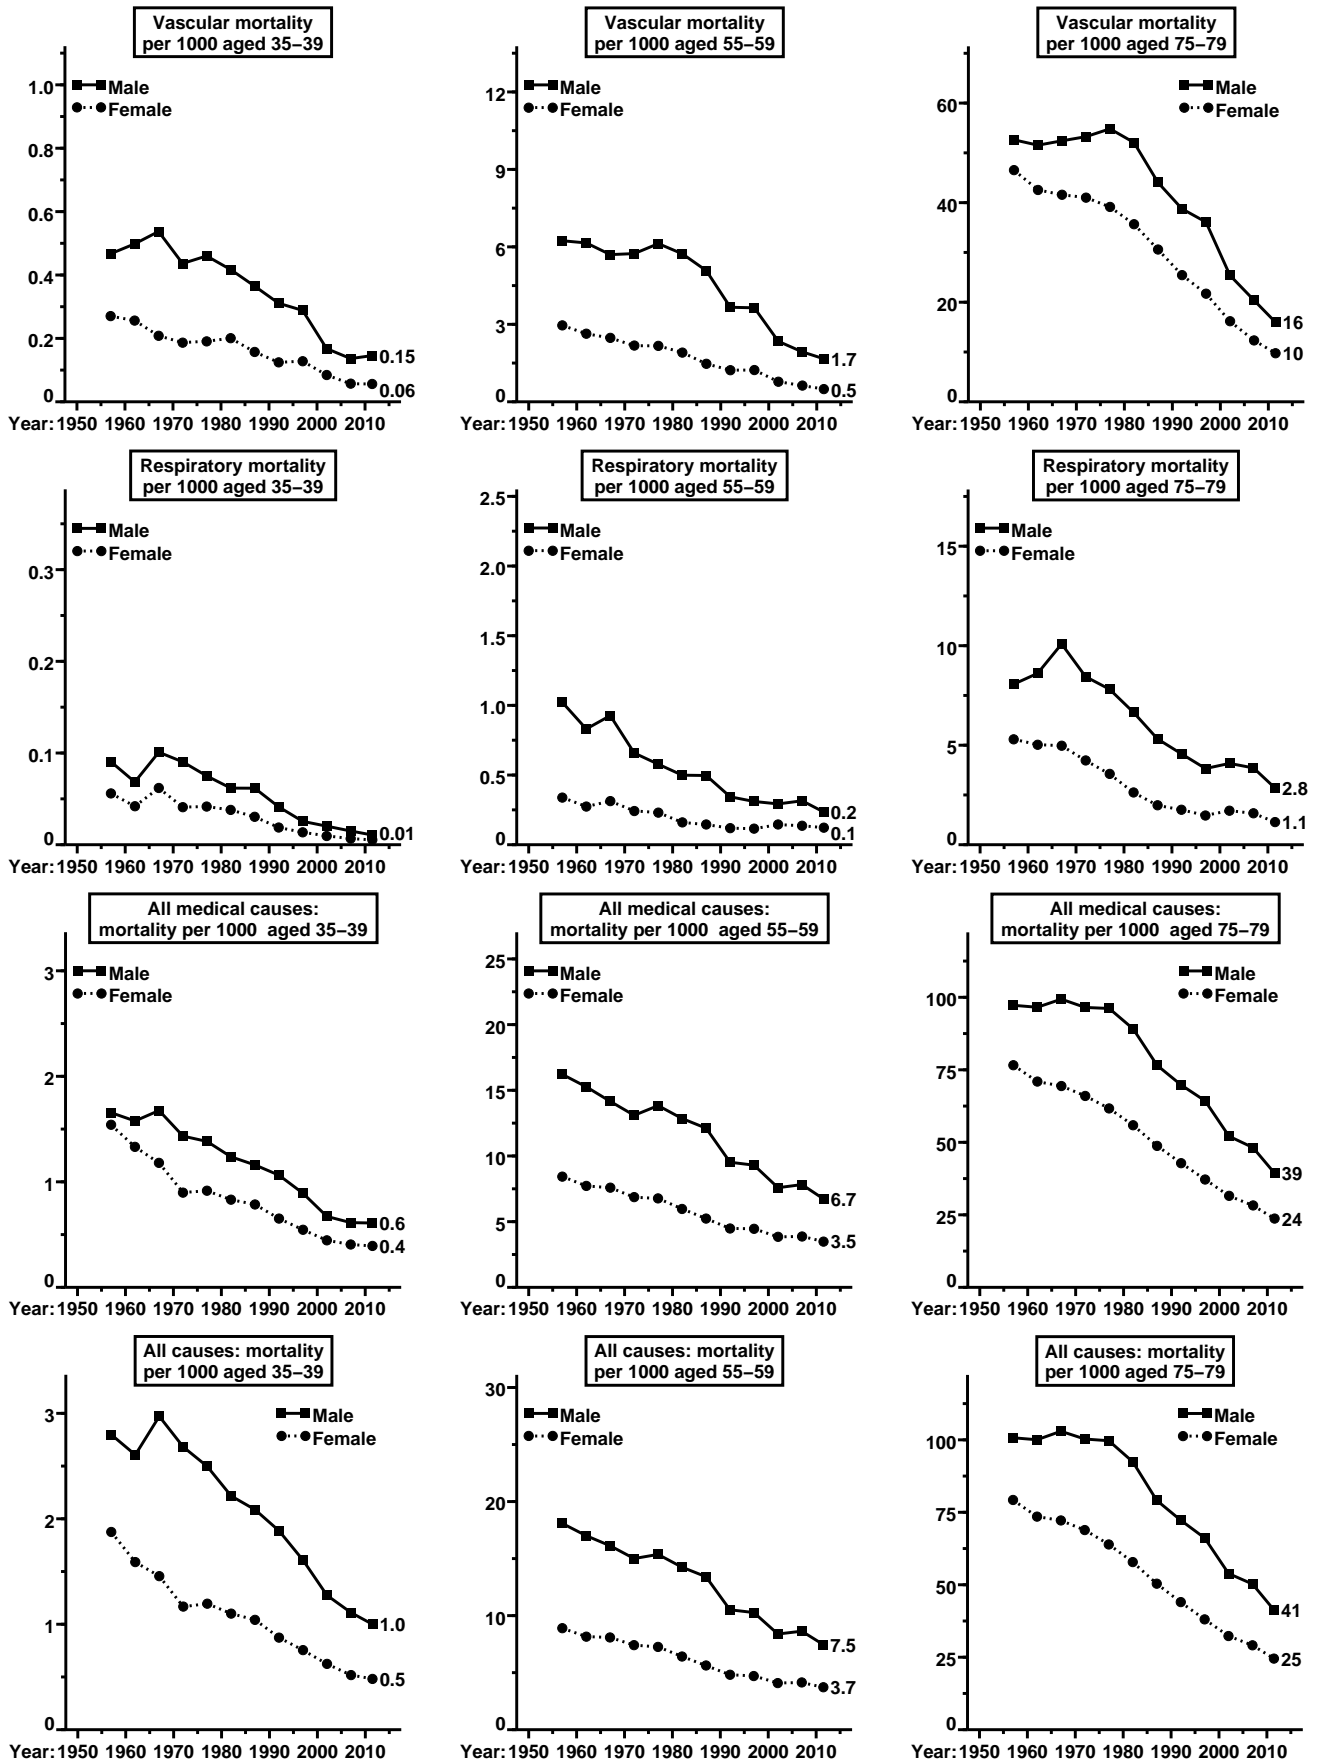 Vascular mortality
per 1000 aged 35–39
1.0
0.8
0.6
0.4
0.2
0
Male
Female
0.15
0.06
Year: 1950 1960 1970 1980 1990 2000 2010
Vascular mortality
per 1000 aged 55–59
12
9
6
3
0
Male
Female
1.7
0.5
Year: 1950 1960 1970 1980 1990 2000 2010
Vascular mortality
per 1000 aged 75–79
60
40
20
0
Male
Female
16
10
Year: 1950 1960 1970 1980 1990 2000 2010
Respiratory mortality
per 1000 aged 35–39
0.3
0.2
0.1
0
Male
Female
0.01
Year: 1950 1960 1970 1980 1990 2000 2010
Respiratory mortality
per 1000 aged 55–59
2.5
2.0
1.5
1.0
0.5
0
Male
Female
0.2
0.1
Year: 1950 1960 1970 1980 1990 2000 2010
Respiratory mortality
per 1000 aged 75–79
15
10
5
0
Male
Female
2.8
1.1
Year: 1950 1960 1970 1980 1990 2000 2010
All medical causes:
mortality per 1000 aged 35–39
3
2
1
0
Male
Female
0.6
0.4
Year: 1950 1960 1970 1980 1990 2000 2010
All medical causes:
mortality per 1000 aged 55–59
25
20
15
10
5
0
Male
Female
6.7
3.5
Year: 1950 1960 1970 1980 1990 2000 2010
All medical causes:
mortality per 1000 aged 75–79
100
75
50
25
0
Male
Female
39
24
Year: 1950 1960 1970 1980 1990 2000 2010
All causes: mortality
per 1000 aged 35–39
3
2
1
0
Male
Female
1.0
0.5
Year: 1950 1960 1970 1980 1990 2000 2010
All causes: mortality
per 1000 aged 55–59
30
20
10
0
Male
Female
7.5
3.7
Year: 1950 1960 1970 1980 1990 2000 2010
All causes: mortality
per 1000 aged 75–79
100
75
50
25
0
Male
Female
41
25
Year: 1950 1960 1970 1980 1990 2000 2010